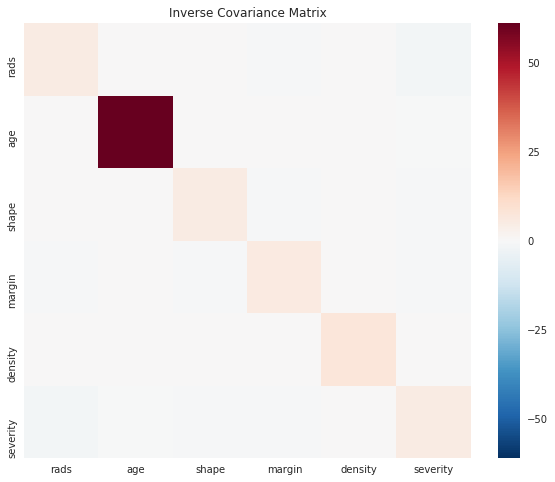 Inverse Covariance Matrix
rads
age
shape
margin
density
severity
rads age shape margin density severity
50
25
0
−25
−50